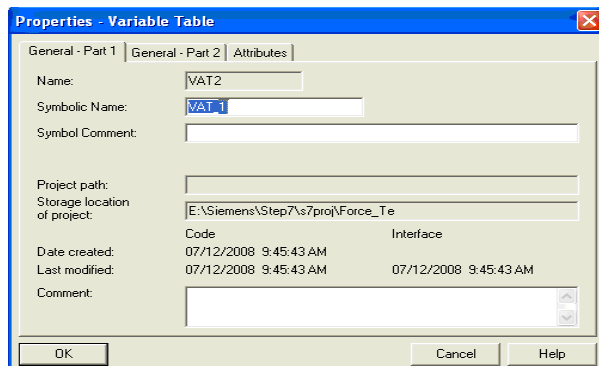 Properties - Variable Table
General - Part 1 General - Part 2 Attributes
Name: VAT2
Symbolic Name: VAT_1
Symbol Comment:
Project path:
Storage location
of project: E:\Siemens\Step7\s7proj\Force_Te
Code Interface
Date created: 07/12/2008 9:45:43 AM
Last modified: 07/12/2008 9:45:43 AM 07/12/2008 9:45:43 AM
Comment:
OK Cancel Help